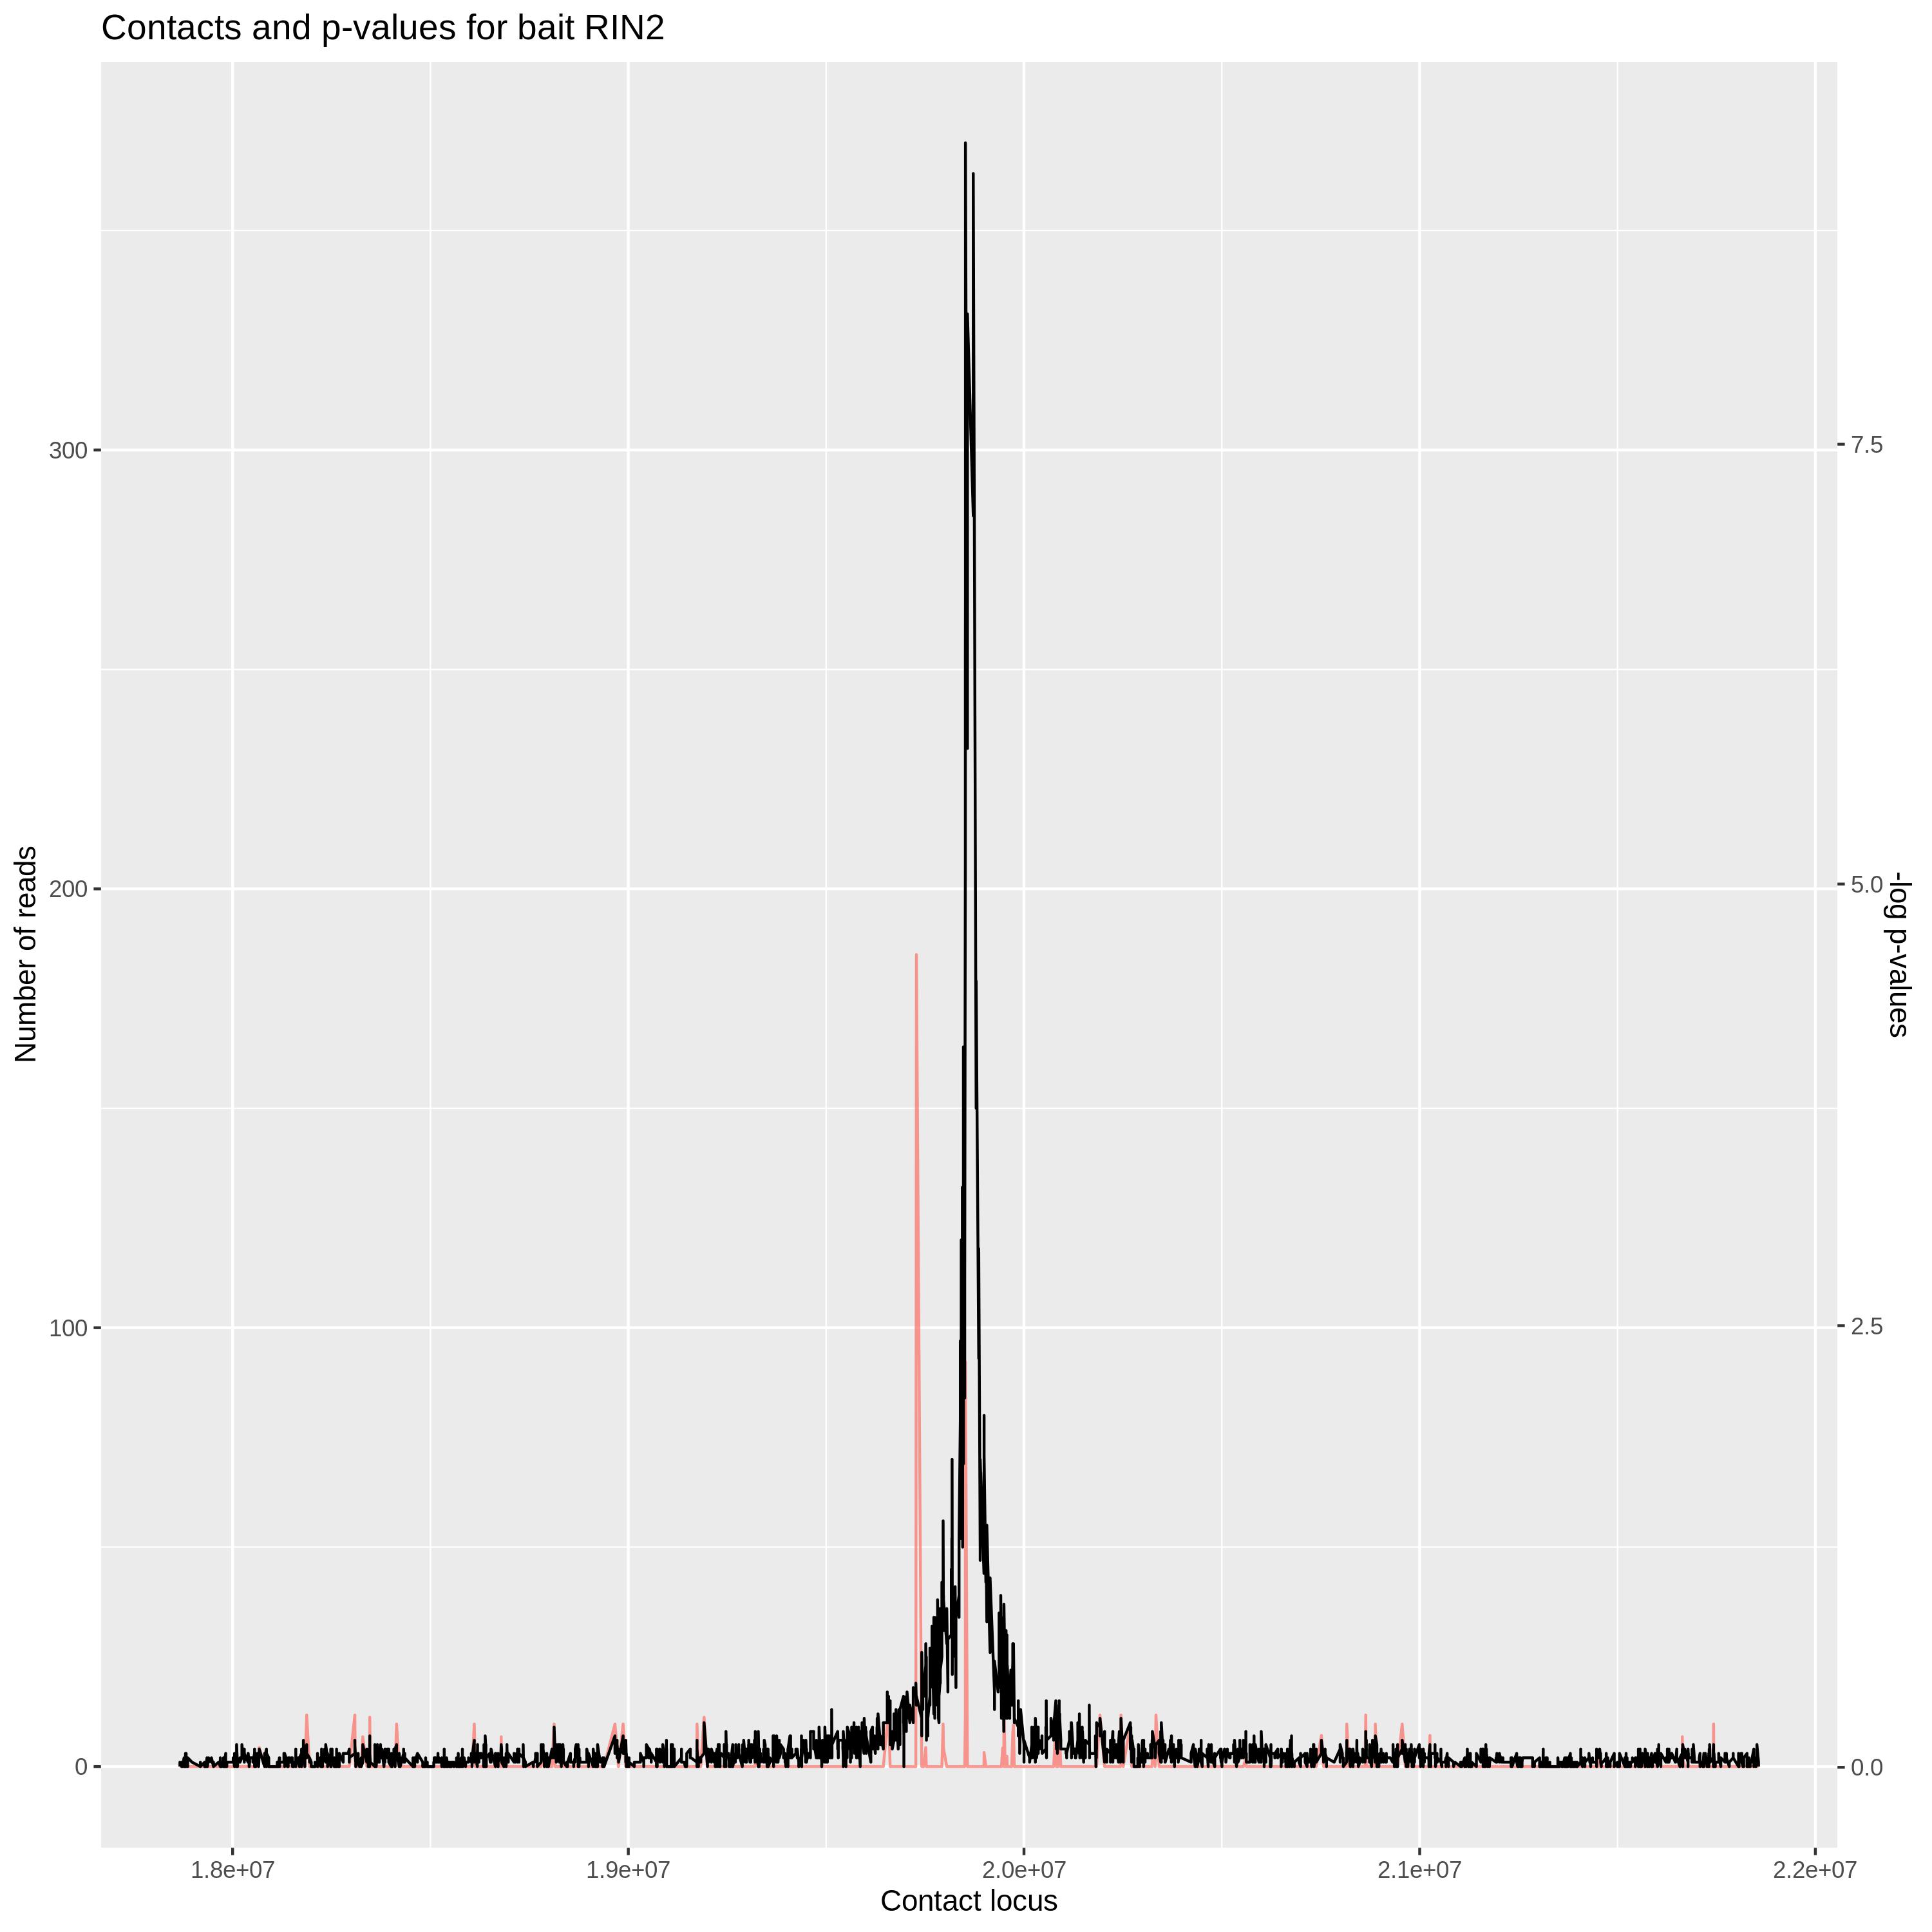 Contacts and p-values for bait RIN2
Number of reads
300
200
100
0
7.5
5.0
2.5
0.0
-log p-values
1.8e+07
1.9e+07
2.0e+07
2.1e+07
2.2e+07
Contact locus